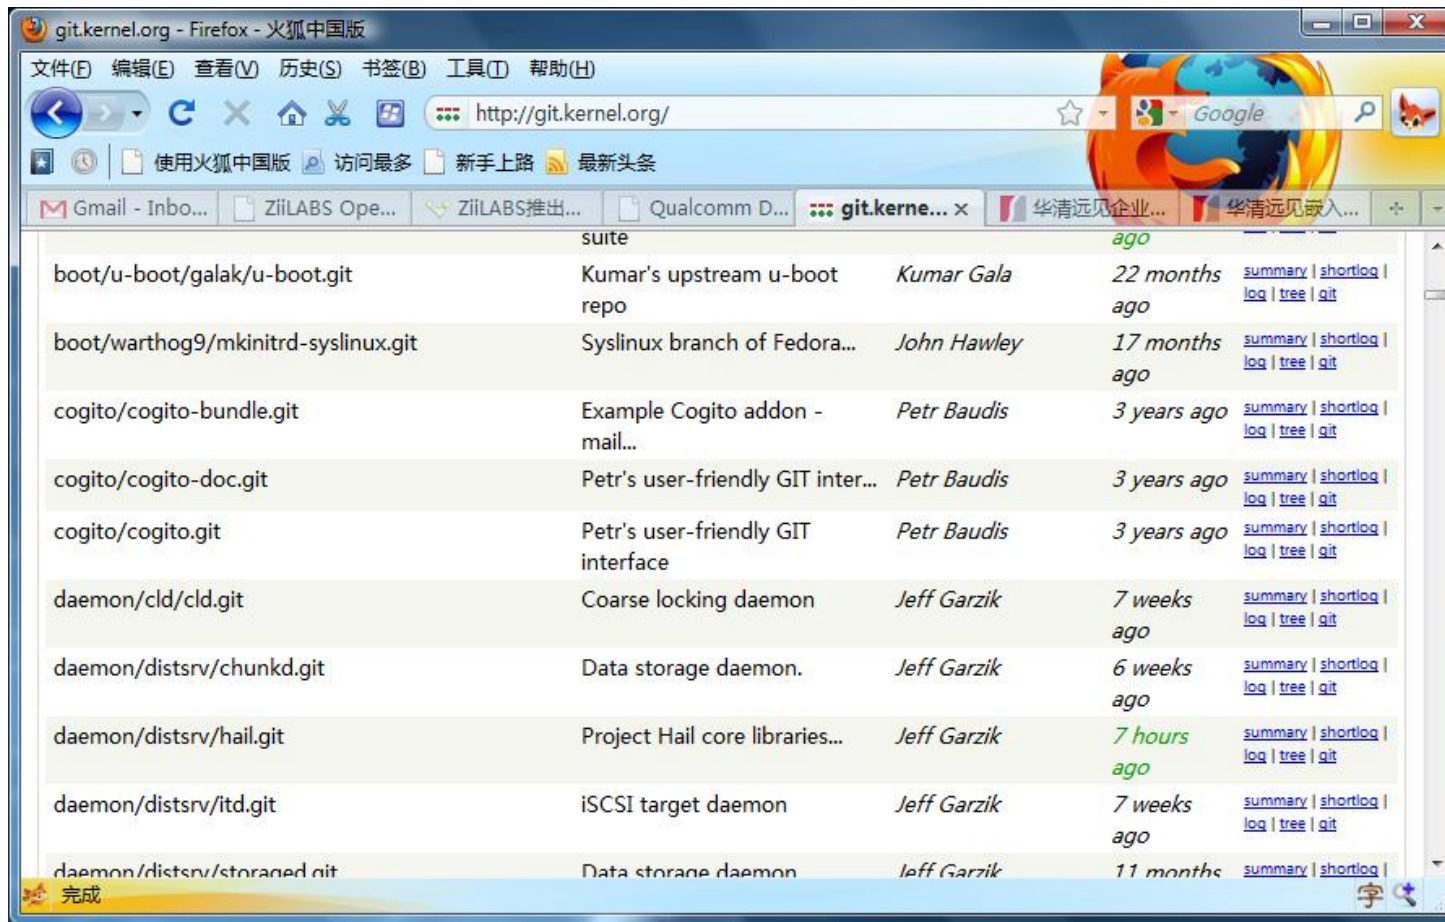 git.kernel.org - Firefox - 火狐中国版
文件(F) 编辑(E) 查看(V) 历史(S) 书签(B) 工具(T) 帮助(H)
http://git.kernel.org/
Google
使用火狐中国版 访问最多 新手上路 最新头条
Gmail - Inbo... ZiiLABS Ope... ZiiLABS推出... Qualcomm D... git.kerne... 华清远见企业... 华清远见嵌入...
suite ago
boot/u-boot/galak/u-boot.git Kumar's upstream u-boot Kumar Gala 22 months summary | shortlog |
repo ago log | tree | git
boot/warthog9/mkinitrd-syslinux.git Syslinux branch of Fedora... John Hawley 17 months summary | shortlog |
ago log | tree | git
cogito/cogito-bundle.git Example Cogito addon - Petr Baudis 3 years ago summary | shortlog |
mail... log | tree | git
cogito/cogito-doc.git Petr's user-friendly GIT inter... Petr Baudis 3 years ago summary | shortlog |
log | tree | git
cogito/cogito.git Petr's user-friendly GIT Petr Baudis 3 years ago summary | shortlog |
interface log | tree | git
daemon/cld/cld.git Coarse locking daemon Jeff Garzik 7 weeks summary | shortlog |
ago log | tree | git
daemon/distsrv/chunkd.git Data storage daemon. Jeff Garzik 6 weeks summary | shortlog |
ago log | tree | git
daemon/distsrv/hail.git Project Hail core libraries... Jeff Garzik 7 hours summary | shortlog |
ago log | tree | git
daemon/distsrv/itd.git iSCSI target daemon Jeff Garzik 7 weeks summary | shortlog |
ago log | tree | git
daemon/distsrv/storaged.git Data storage daemon Jeff Garzik 11 months summary | shortlog |
完成 字